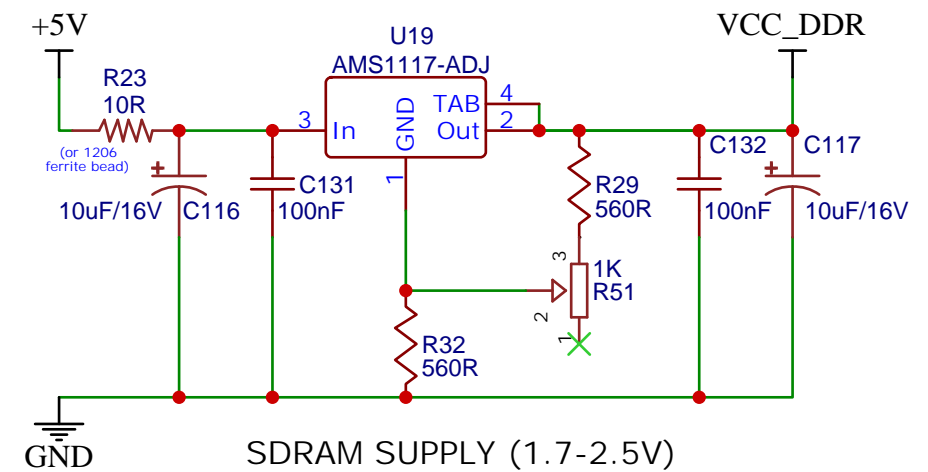 +5V
VCC_DDR
U19
AMS1117-ADJ
R23
10R
(or 1206
ferrite bead)
3
In
GND
TAB
Out
4
2
1
+
10uF/16V
C116
C131
100nF
R29
560R
C132
100nF
C117
+
10uF/16V
3
1K
R51
2
1
R32
560R
GND
SDRAM SUPPLY (1.7-2.5V)